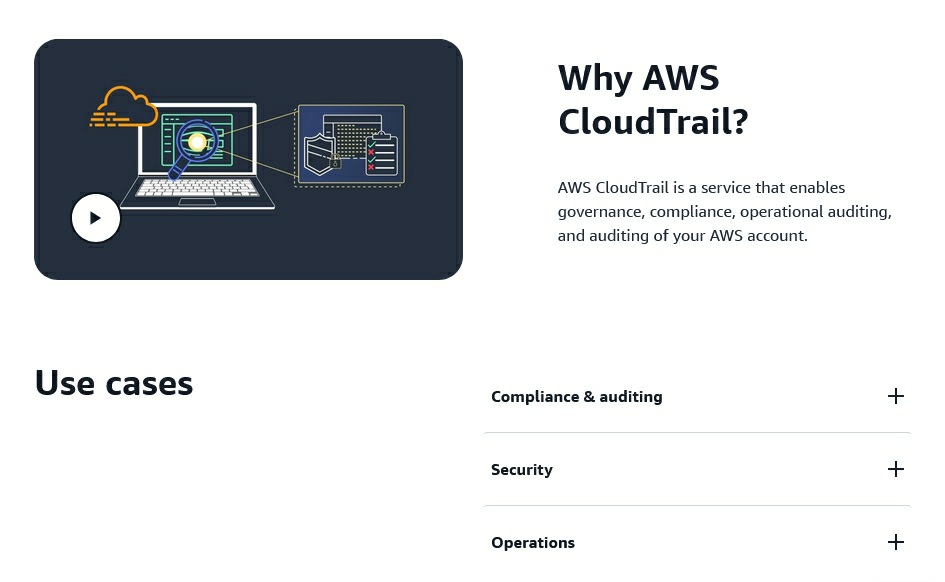 Why AWS
CloudTrail?
AWS CloudTrail is a service that enables
governance, compliance, operational auditing,
and auditing of your AWS account.
Use cases
Compliance & auditing
Security
Operations